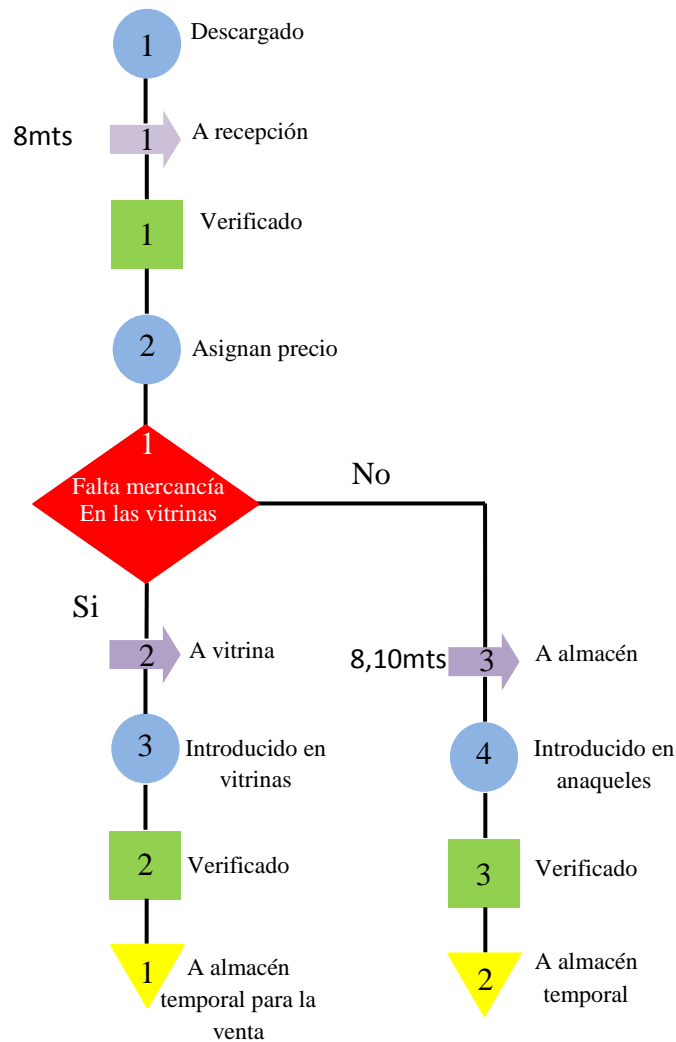 1
Descargado
8mts
1
A recepción
1
Verificado
2
Asignan precio
1
Falta mercancía
En las vitrinas
No
Si
2
A vitrina
8,10mts
3
A almacén
3
Introducido en
vitrinas
4
Introducido en
anaqueles
2
Verificado
3
Verificado
1
A almacén
temporal para la
venta
2
A almacén
temporal